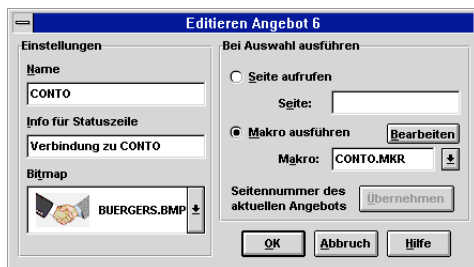 Editieren Angebot 6
Einstellungen
Name
CONTO
Info für Statuszeile
Verbindung zu CONTO
Bitmap
BUERGERS.BMP
Bei Auswahl ausführen
Seite aufrufen
Seite:
Makro ausführen
Bearbeiten
Makro:
CONTO.MKR
Seitennummer des
aktuellen Angebots
Übernehmen
OK
Abbruch
Hilfe